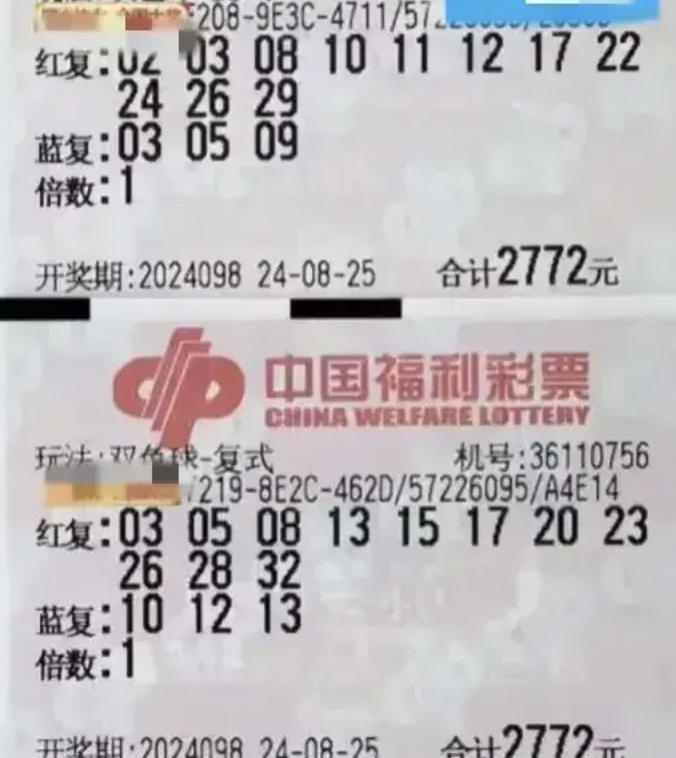 208-9E3C-4711/57
红复:02 03 08 10 11 12 17 22
24 26 29
蓝复:03 05 09
倍数:1
开奖期:2024098 24-08-25 合计2772元
中国福利彩票
CHINA WELFARE LOTTERY
玩法:双色球-复式 机号:36110756
219-8E2C-462D/57226095/A4E14
红复:03 05 08 13 15 17 20 23
26 28 32
蓝复:10 12 13
倍数:1
开奖期:2024098 24-08-25 合计2772元